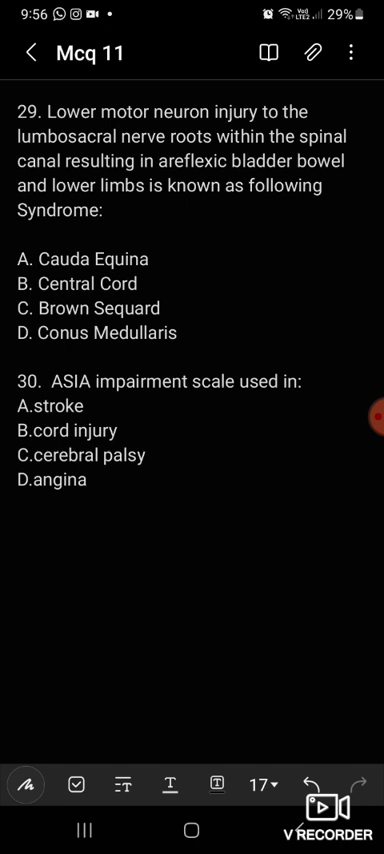 9:56
29%
Mcq 11
29. Lower motor neuron injury to the
lumbosacral nerve roots within the spinal
canal resulting in areflexic bladder bowel
and lower limbs is known as following
Syndrome:
A. Cauda Equina
B. Central Cord
C. Brown Sequard
D. Conus Medullaris
30.  ASIA impairment scale used in:
A.stroke
B.cord injury
C.cerebral palsy
D.angina
17
V RECORDER